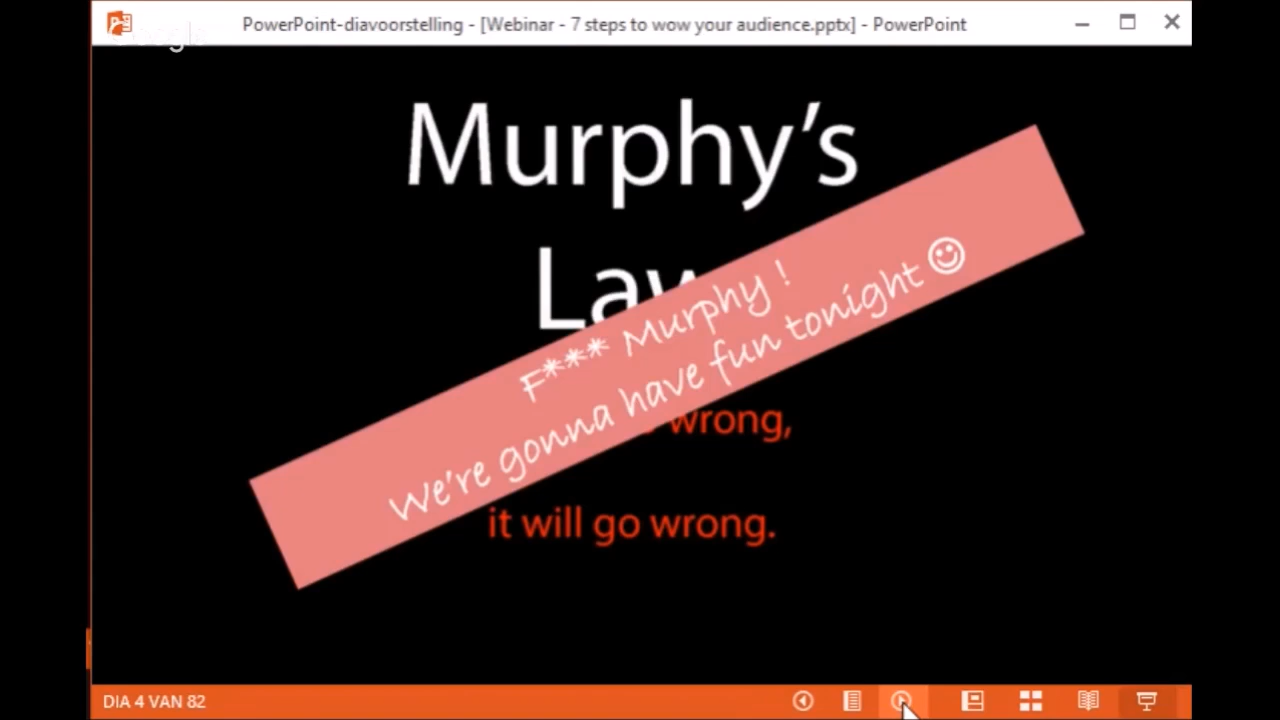 PowerPoint-diavoorstelling - [Webinar - 7 steps to wow your audience.pptx] - PowerPoint
Murphy's
Law
F*** Murphy !
We're gonna have fun tonight ☺
wrong,
it will go wrong.
DIA 4 VAN 82